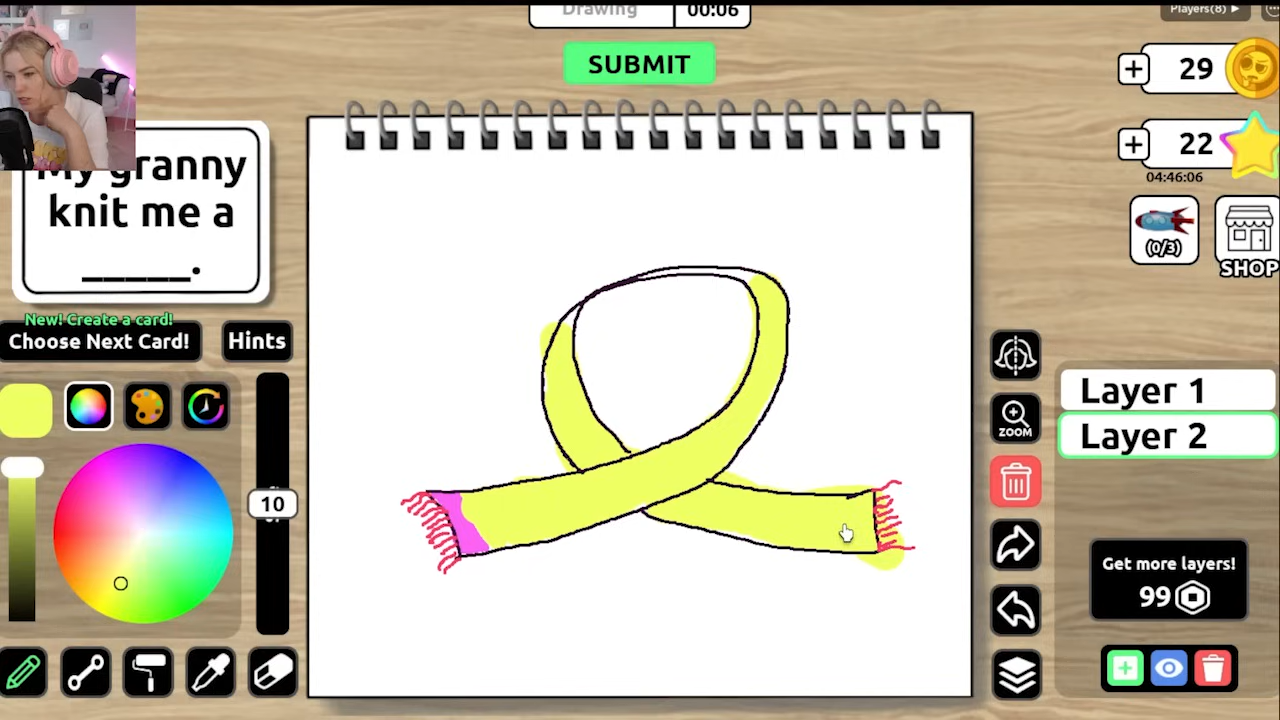 Drawing
00:06
Players(8) ►
SUBMIT
29
22
04:46:06
(0/3)
SHOP
My granny
knit me a
_____.
New! Create a card!
Choose Next Card!
Hints
10
ZOOM
Layer 1
Layer 2
Get more layers!
99